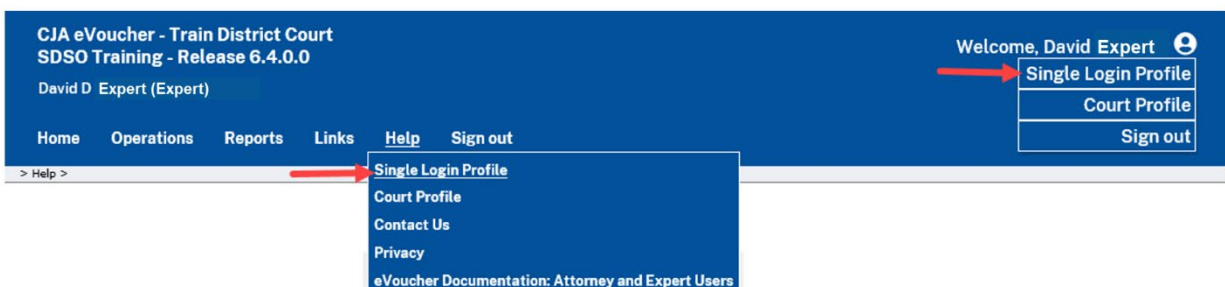 CJA eVoucher - Train District Court
SDSO Training - Release 6.4.0.0
David D Expert (Expert)
Welcome, David Expert
Single Login Profile
Court Profile
Sign out
Home Operations Reports Links Help Sign out
> Help >
Single Login Profile
Court Profile
Contact Us
Privacy
eVoucher Documentation: Attorney and Expert Users